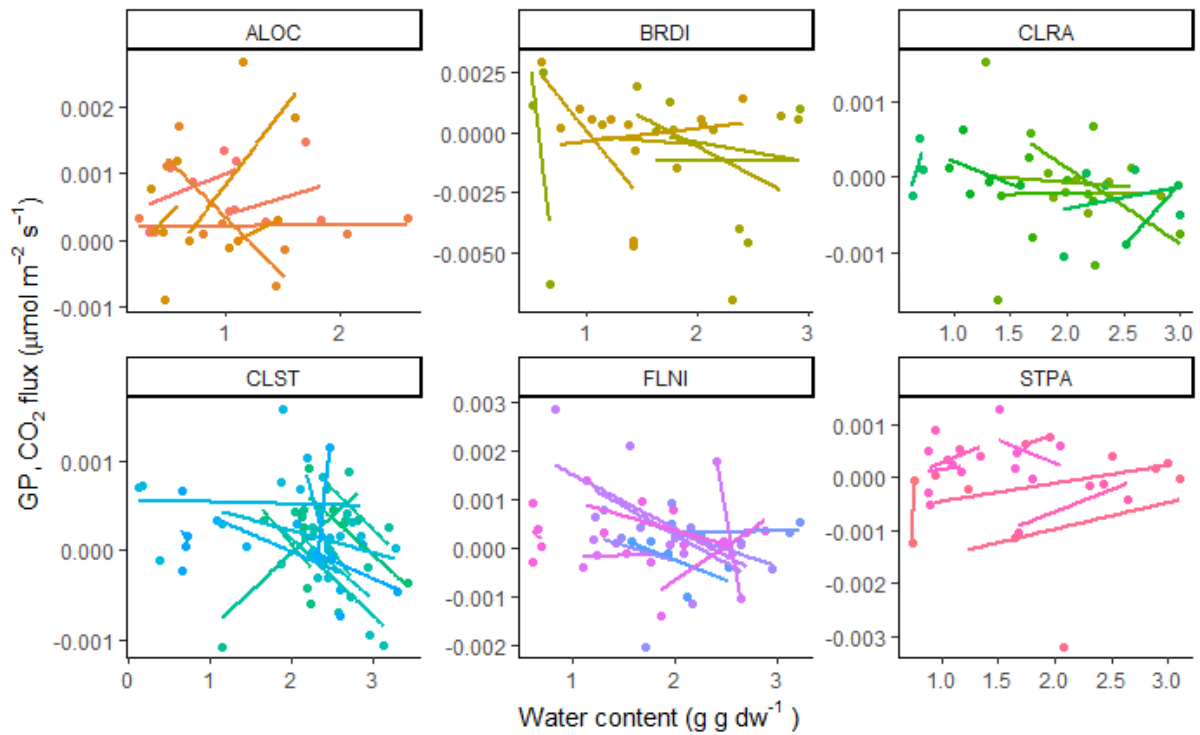 ALOC
BRDI
CLRA
0.002
0.001
0.000
-0.001
0.0025
0.0000
-0.0025
-0.0050
0.001
0.000
-0.001
1 2
1 2 3
1.0 1.5 2.0 2.5 3.0
CLST
FLNI
STPA
0.001
0.000
-0.001
0.003
0.002
0.001
0.000
-0.001
-0.002
0.001
0.000
-0.001
-0.002
-0.003
0 1 2 3
1 2 3
1.0 1.5 2.0 2.5 3.0
GP, CO₂ flux (μmol m⁻² s⁻¹)
Water content (g g dw⁻¹ )